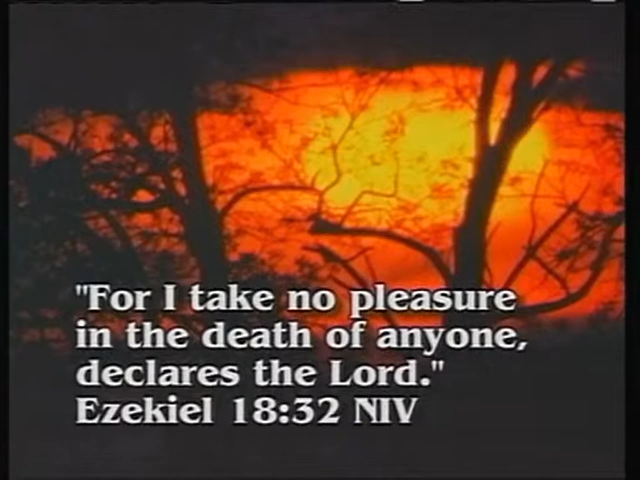 "For I take no pleasure
in the death of anyone,
declares the Lord."
Ezekiel 18:32 NIV